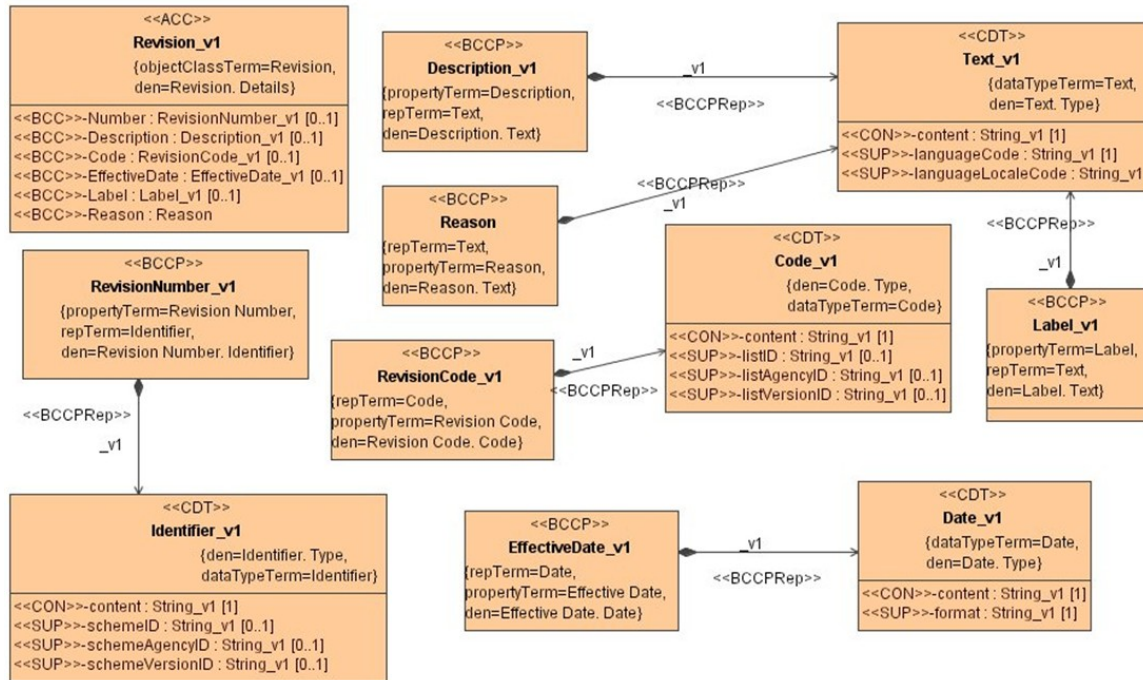 <<ACC>>
Revision_v1
{objectClassTerm=Revision,
den=Revision. Details}
<<BCC>>-Number : RevisionNumber_v1 [0..1]
<<BCC>>-Description : Description_v1 [0..1]
<<BCC>>-Code : RevisionCode_v1 [0..1]
<<BCC>>-EffectiveDate : EffectiveDate_v1 [0..1]
<<BCC>>-Label : Label_v1 [0..1]
<<BCC>>-Reason : Reason
<<BCCP>>
Description_v1
{propertyTerm=Description,
repTerm=Text,
den=Description. Text}
_v1
<<BCCPRep>>
<<CDT>>
Text_v1
{dataTypeTerm=Text,
den=Text. Type}
<<CON>>-content : String_v1 [1]
<<SUP>>-languageCode : String_v1 [1]
<<SUP>>-languageLocaleCode : String_v1
<<BCCP>>
Reason
{repTerm=Text,
propertyTerm=Reason,
den=Reason. Text}
<<BCCPRep>>
_v1
<<BCCPRep>>
_v1
<<BCCP>>
Label_v1
{propertyTerm=Label,
repTerm=Text,
den=Label. Text}
<<BCCP>>
RevisionNumber_v1
{propertyTerm=Revision Number,
repTerm=Identifier,
den=Revision Number. Identifier}
<<BCCPRep>>
_v1
<<BCCP>>
RevisionCode_v1
{repTerm=Code,
propertyTerm=Revision Code,
den=Revision Code. Code}
_v1
<<BCCPRep>>
<<CDT>>
Code_v1
{den=Code. Type,
dataTypeTerm=Code}
<<CON>>-content : String_v1 [1]
<<SUP>>-listID : String_v1 [0..1]
<<SUP>>-listAgencyID : String_v1 [0..1]
<<SUP>>-listVersionID : String_v1 [0..1]
<<CDT>>
Identifier_v1
{den=Identifier. Type,
dataTypeTerm=Identifier}
<<CON>>-content : String_v1 [1]
<<SUP>>-schemeID : String_v1 [0..1]
<<SUP>>-schemeAgencyID : String_v1 [0..1]
<<SUP>>-schemeVersionID : String_v1 [0..1]
<<BCCP>>
EffectiveDate_v1
{repTerm=Date,
propertyTerm=Effective Date,
den=Effective Date. Date}
_v1
<<BCCPRep>>
<<CDT>>
Date_v1
{dataTypeTerm=Date,
den=Date. Type}
<<CON>>-content : String_v1 [1]
<<SUP>>-format : String_v1 [1]